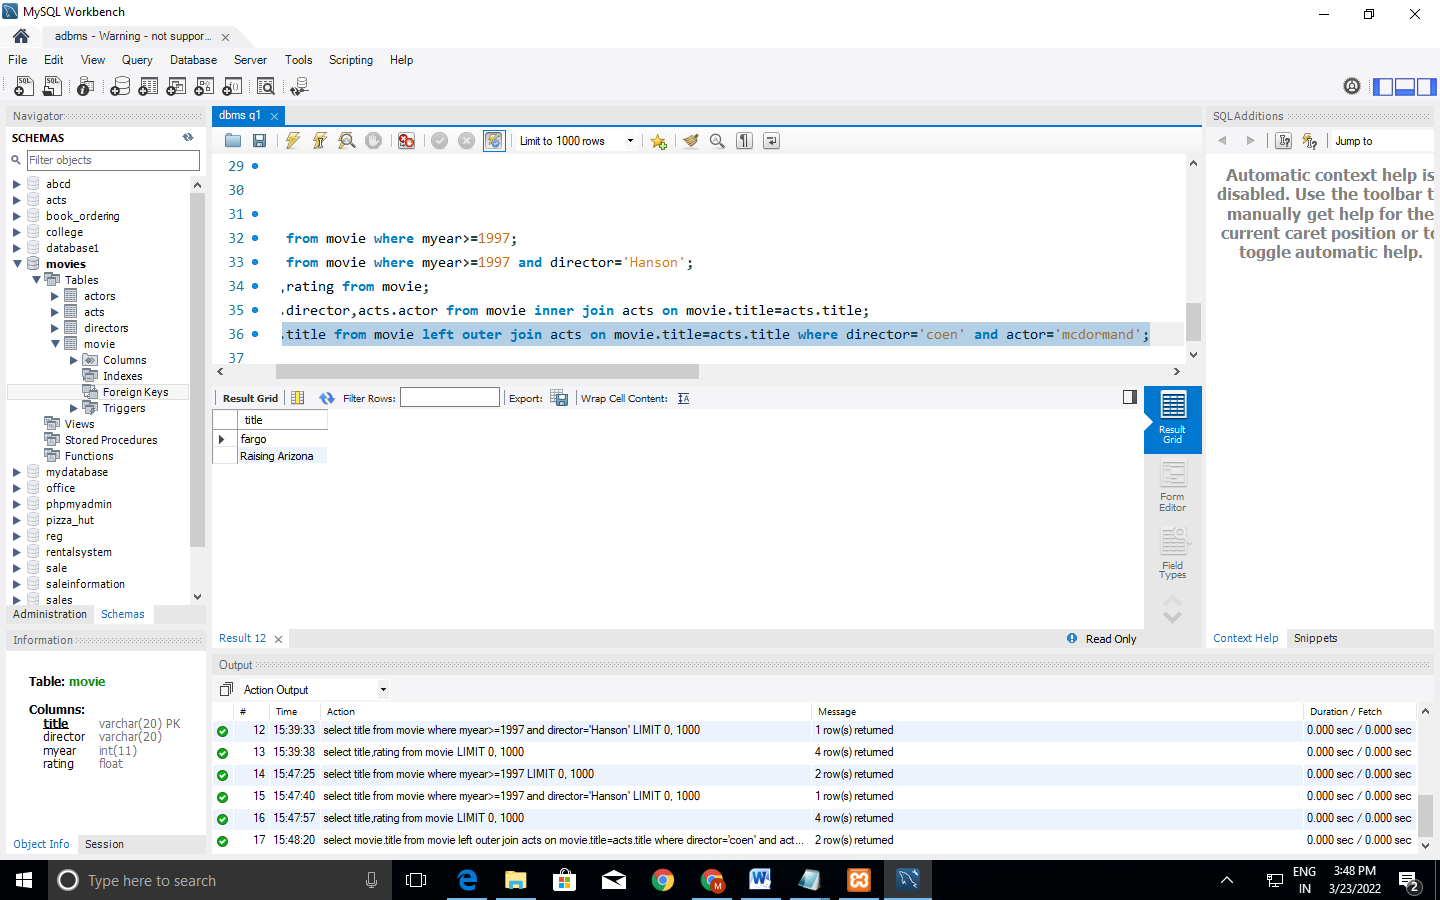 MySQL Workbench
adbms - Warning - not suppor...
File Edit View Query Database Server Tools Scripting Help
Navigator
SCHEMAS
Filter objects
abcd
acts
book_ordering
college
database1
movies
Tables
actors
acts
directors
movie
Columns
Indexes
Foreign Keys
Triggers
Views
Stored Procedures
Functions
mydatabase
office
phpmyadmin
pizza_hut
reg
rentalsystem
sale
saleinformation
sales
Administration Schemas
Information
Table: movie
Columns:
title varchar(20) PK
director varchar(20)
myear int(11)
rating float
Object Info Session
dbms q1
Limit to 1000 rows
29
30
31
32 from movie where myear>=1997;
33 from movie where myear>=1997 and director='Hanson';
34 ,rating from movie;
35 .director,acts.actor from movie inner join acts on movie.title=acts.title;
36 .title from movie left outer join acts on movie.title=acts.title where director='coen' and actor='mcdormand';
37
Result Grid Filter Rows: Export: Wrap Cell Content:
title
fargo
Raising Arizona
Result Grid
Form Editor
Field Types
Result 12 Read Only
SQLAdditions
Jump to
Automatic context help is
disabled. Use the toolbar t
manually get help for the
current caret position or to
toggle automatic help.
Context Help Snippets
Output
Action Output
# Time Action Message Duration / Fetch
12 15:39:33 select title from movie where myear>=1997 and director='Hanson' LIMIT 0, 1000 1 row(s) returned 0.000 sec / 0.000 sec
13 15:39:38 select title,rating from movie LIMIT 0, 1000 4 row(s) returned 0.000 sec / 0.000 sec
14 15:47:25 select title from movie where myear>=1997 LIMIT 0, 1000 2 row(s) returned 0.000 sec / 0.000 sec
15 15:47:40 select title from movie where myear>=1997 and director='Hanson' LIMIT 0, 1000 1 row(s) returned 0.000 sec / 0.000 sec
16 15:47:57 select title,rating from movie LIMIT 0, 1000 4 row(s) returned 0.000 sec / 0.000 sec
17 15:48:20 select movie.title from movie left outer join acts on movie.title=acts.title where director='coen' and act... 2 row(s) returned 0.000 sec / 0.000 sec
Type here to search
ENG
IN
3:48 PM
3/23/2022
2